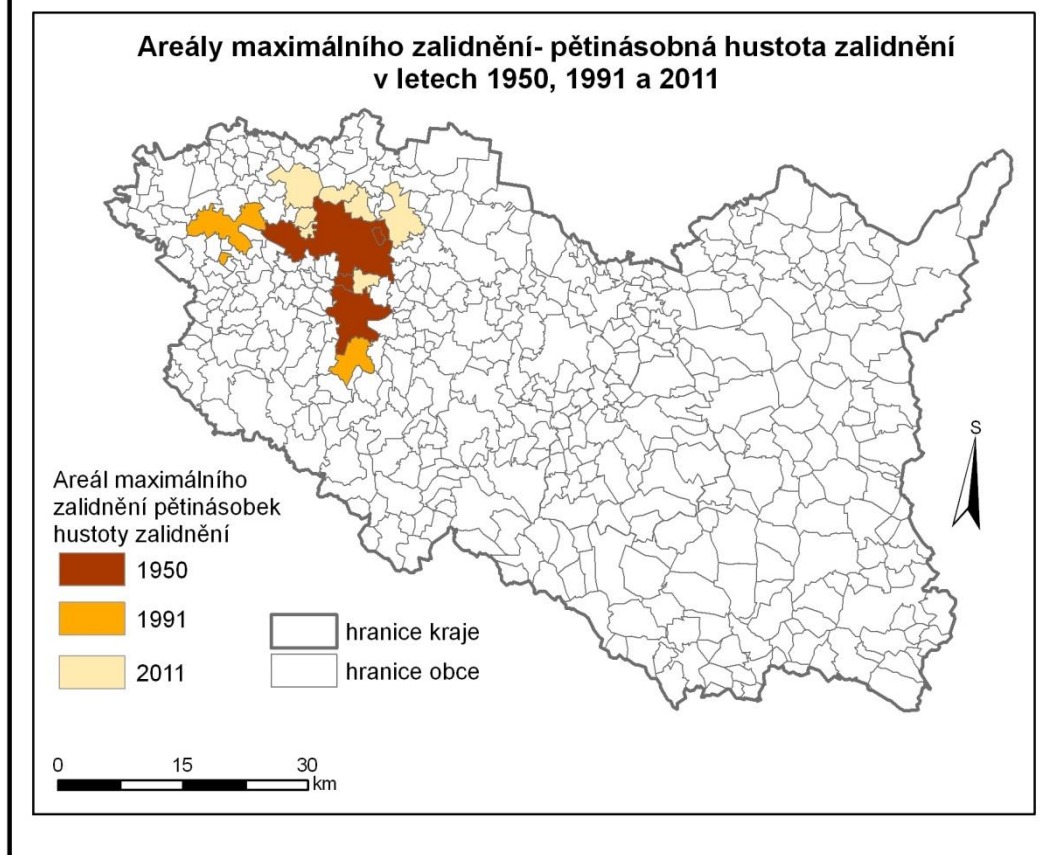 Areály maximálního zalidnění- pětinásobná hustota zalidnění
v letech 1950, 1991 a 2011
S
Areál maximálního
zalidnění pětinásobek
hustoty zalidnění
1950
1991
2011
hranice kraje
hranice obce
0 15 30
km